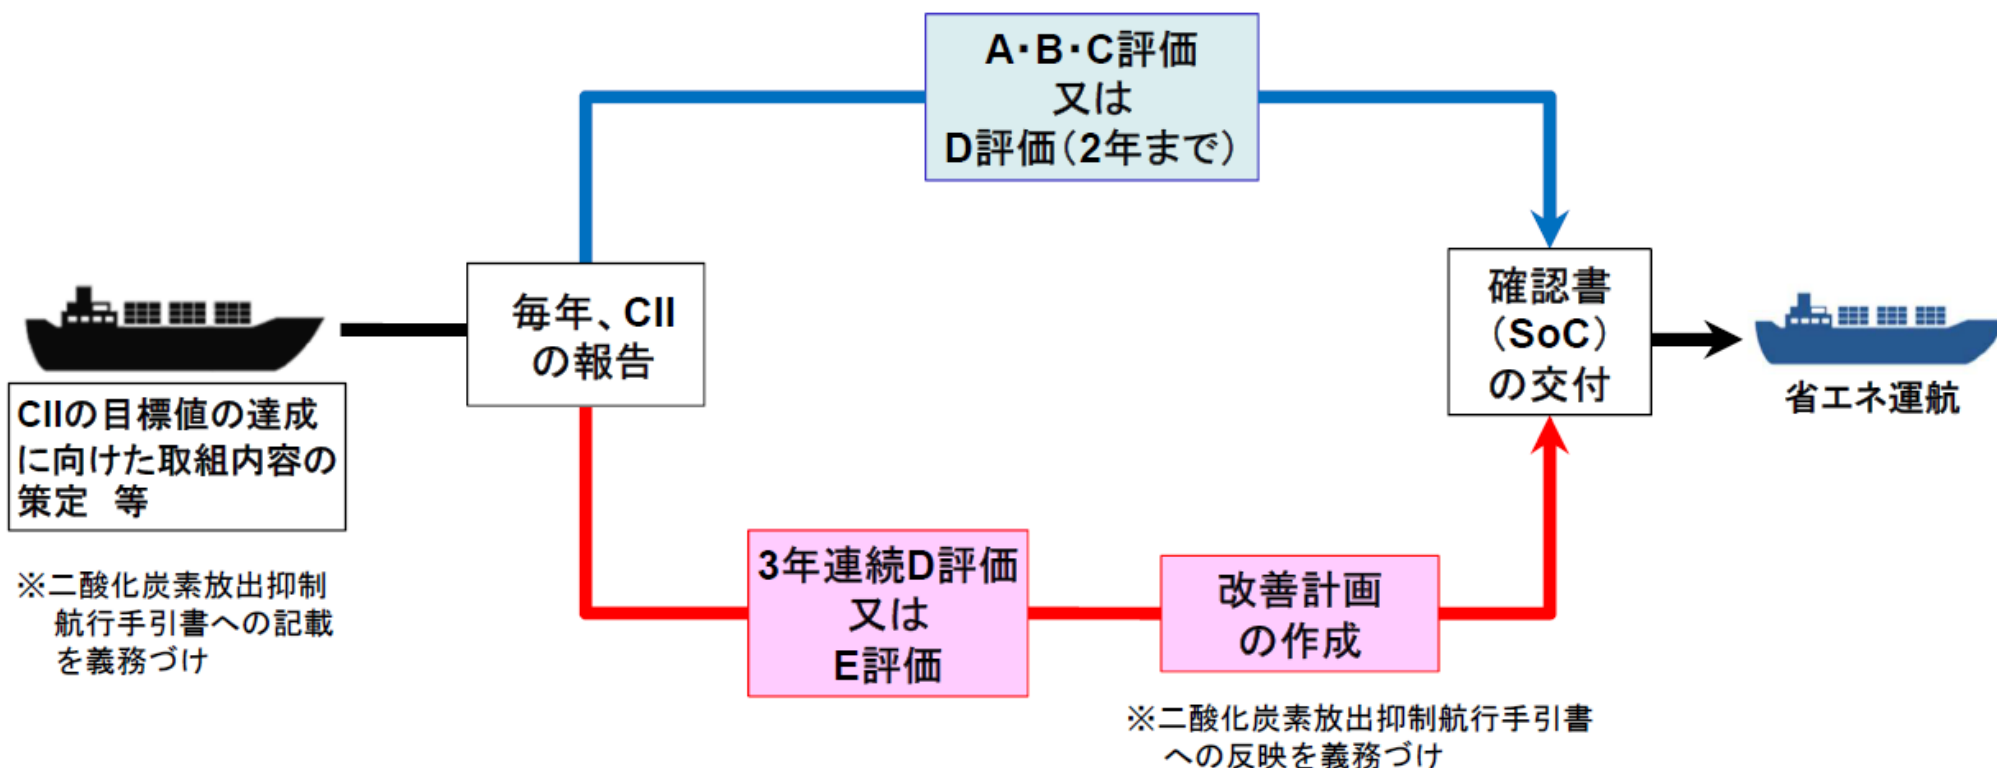 A・B・C評価
又は
D評価（2年まで）
毎年、CII
の報告
確認書
（SoC）
の交付
省エネ運航
CIIの目標値の達成
に向けた取組内容の
策定　等
※二酸化炭素放出抑制
航行手引書への記載
を義務づけ
3年連続D評価
又は
E評価
改善計画
の作成
※二酸化炭素放出抑制航行手引書
への反映を義務づけ